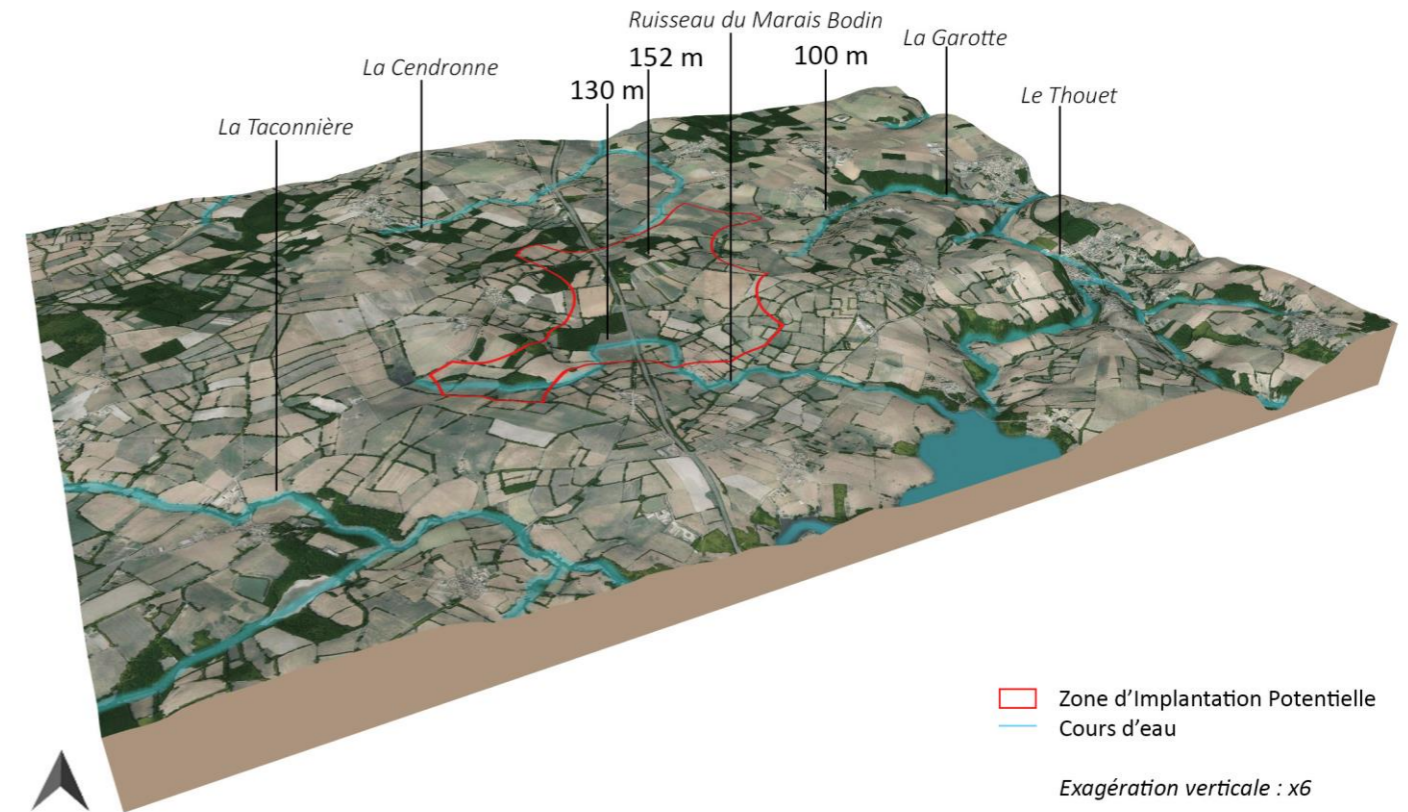 Ruisseau du Marais Bodin
La Garotte
152 m
100 m
La Cendronne
130 m
Le Thouet
La Taconnière
Zone d'Implantation Potentielle
Cours d'eau
Exagération verticale : x6